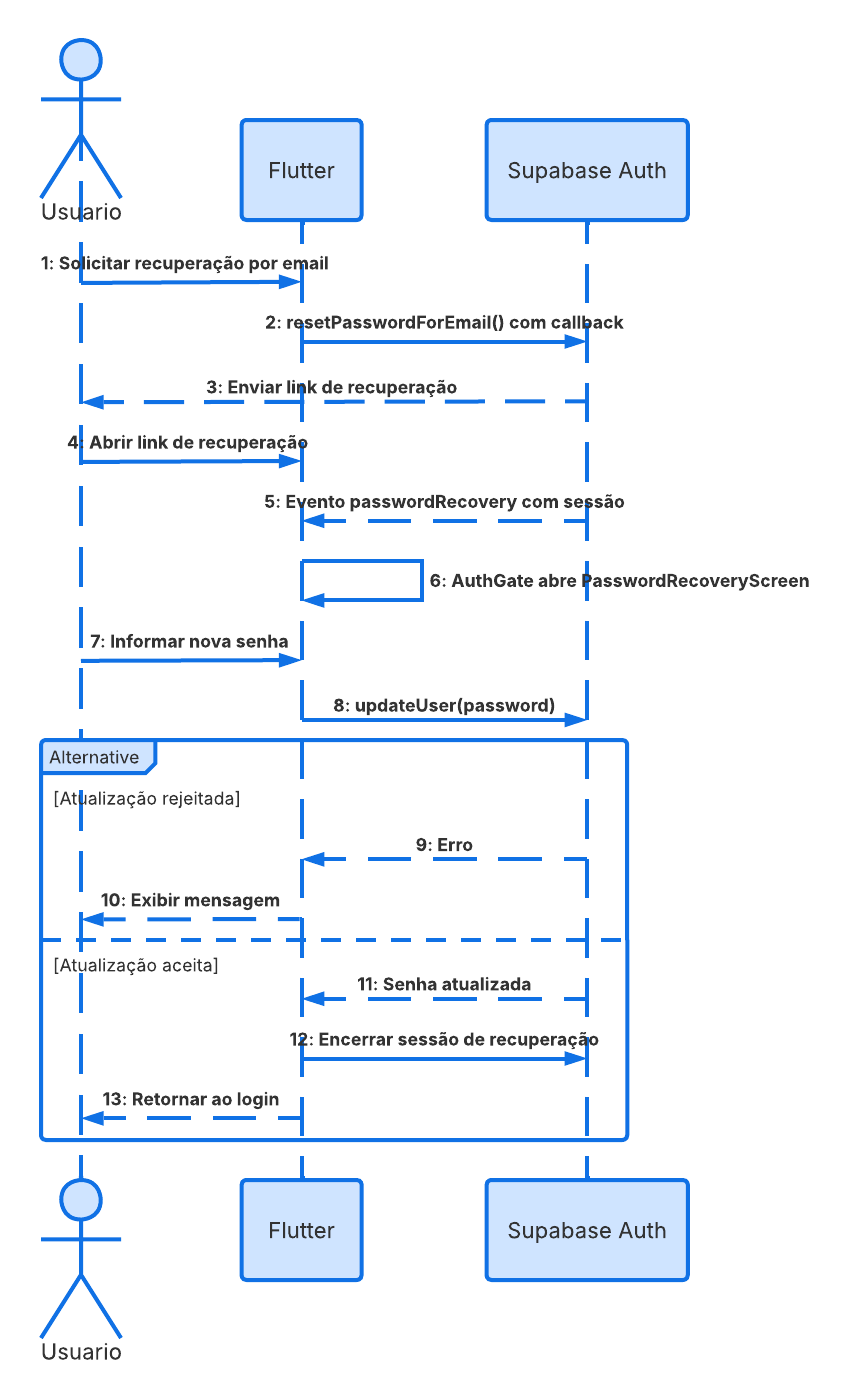 Usuario
Flutter
Supabase Auth
1: Solicitar recuperação por email
2: resetPasswordForEmail() com callback
3: Enviar link de recuperação
4: Abrir link de recuperação
5: Evento passwordRecovery com sessão
6: AuthGate abre PasswordRecoveryScreen
7: Informar nova senha
8: updateUser(password)
Alternative
[Atualização rejeitada]
9: Erro
10: Exibir mensagem
[Atualização aceita]
11: Senha atualizada
12: Encerrar sessão de recuperação
13: Retornar ao login
Flutter
Supabase Auth
Usuario